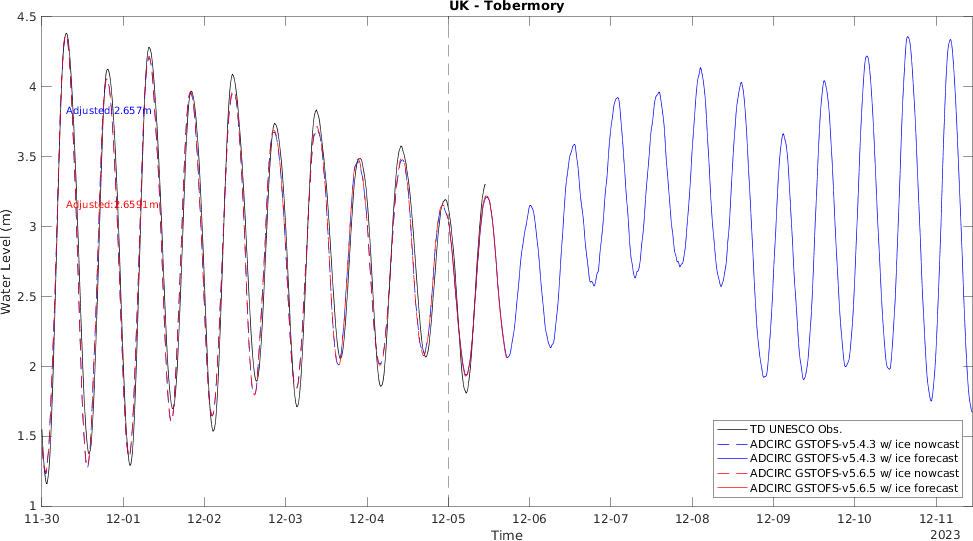 UK - Tobermory
4.5
4
3.5
3
2.5
2
1.5
1
Water Level (m)
Adjusted:2.657m
Adjusted:2.6591m
TD UNESCO Obs.
ADCIRC GSTOFS-v5.4.3 w/ ice nowcast
ADCIRC GSTOFS-v5.4.3 w/ ice forecast
ADCIRC GSTOFS-v5.6.5 w/ ice nowcast
ADCIRC GSTOFS-v5.6.5 w/ ice forecast
11-30 12-01 12-02 12-03 12-04 12-05 12-06 12-07 12-08 12-09 12-10 12-11
Time 2023